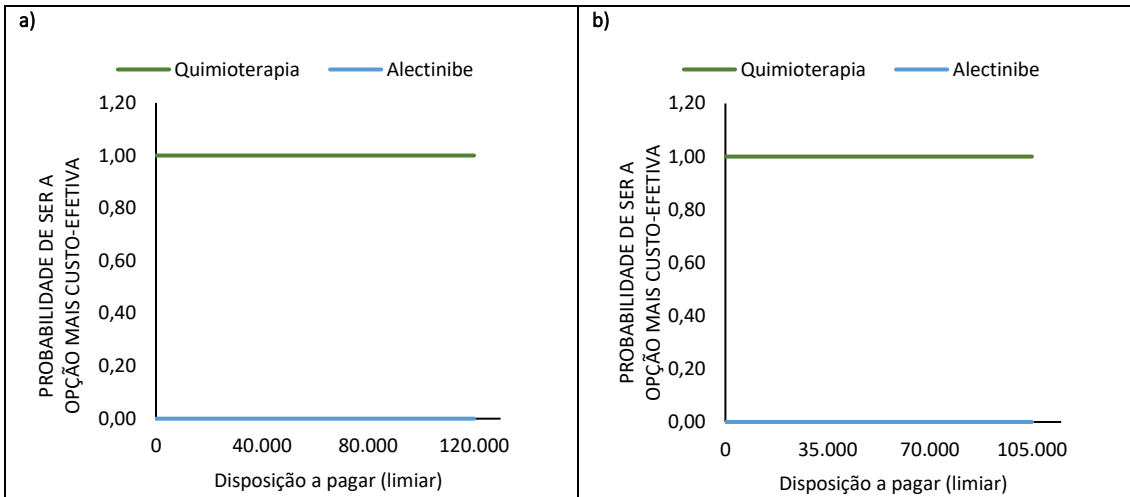 a)
Quimioterapia Alectinibe
PROBABILIDADE DE SER A
OPÇÃO MAIS CUSTO-EFETIVA
1,20
1,00
0,80
0,60
0,40
0,20
0,00
0 40.000 80.000 120.000
Disposição a pagar (limiar)
b)
Quimioterapia Alectinibe
PROBABILIDADE DE SER A
OPÇÃO MAIS CUSTO-EFETIVA
1,20
1,00
0,80
0,60
0,40
0,20
0,00
0 35.000 70.000 105.000
Disposição a pagar (limiar)